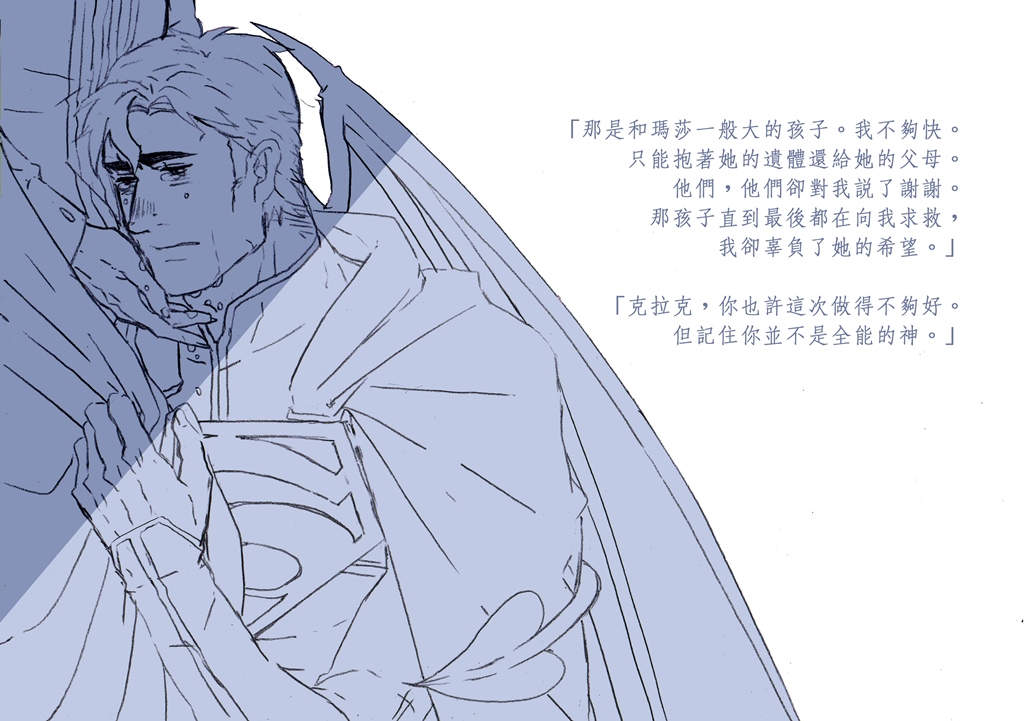 「那是和瑪莎一般大的孩子。我不夠快。
只能抱著她的遺體還給她的父母。
他們，他們卻對我說了謝謝。
那孩子直到最後都在向我求救，
我卻辜負了她的希望。」
「克拉克，你也許這次做得不夠好。
但記住你並不是全能的神。」